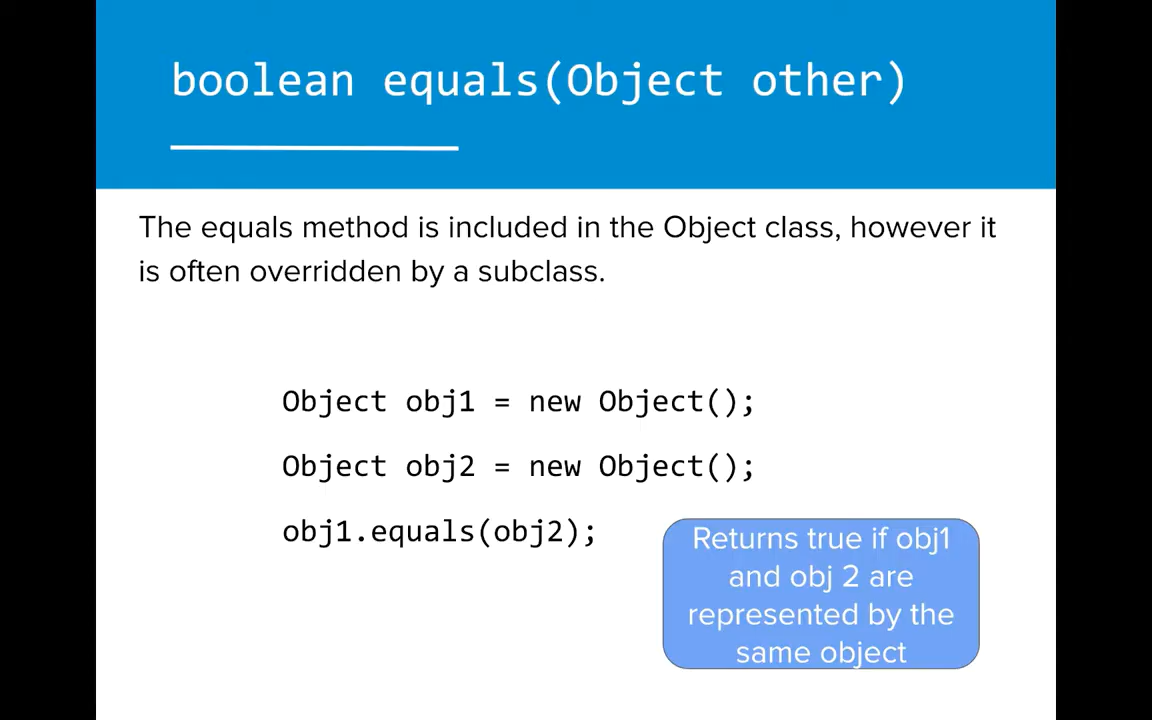 boolean equals(Object other)
The equals method is included in the Object class, however it
is often overridden by a subclass.
Object obj1 = new Object();
Object obj2 = new Object();
obj1.equals(obj2);
Returns true if obj1
and obj 2 are
represented by the
same object